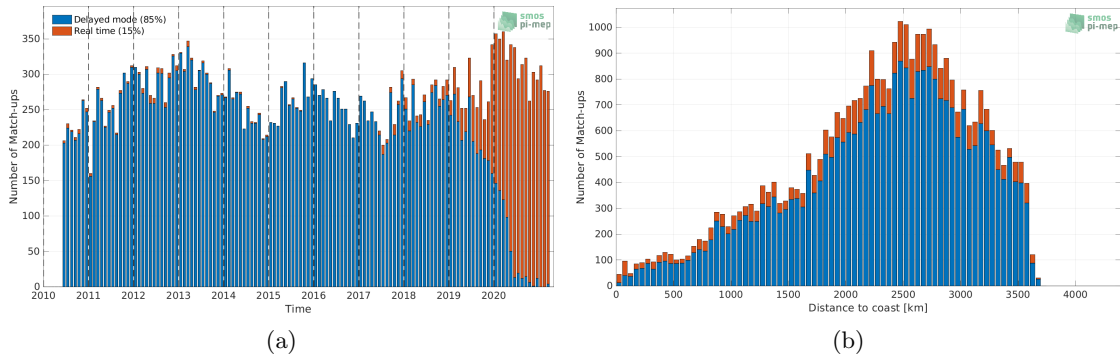 Delayed mode (85%)
Real time (15%)
smos
pi-mep
Number of Match-ups
350
300
250
200
150
100
50
0
2010 2011 2012 2013 2014 2015 2016 2017 2018 2019 2020
Time
(a)
smos
pi-mep
Number of Match-ups
1000
900
800
700
600
500
400
300
200
100
0
0 500 1000 1500 2000 2500 3000 3500 4000
Distance to coast [km]
(b)